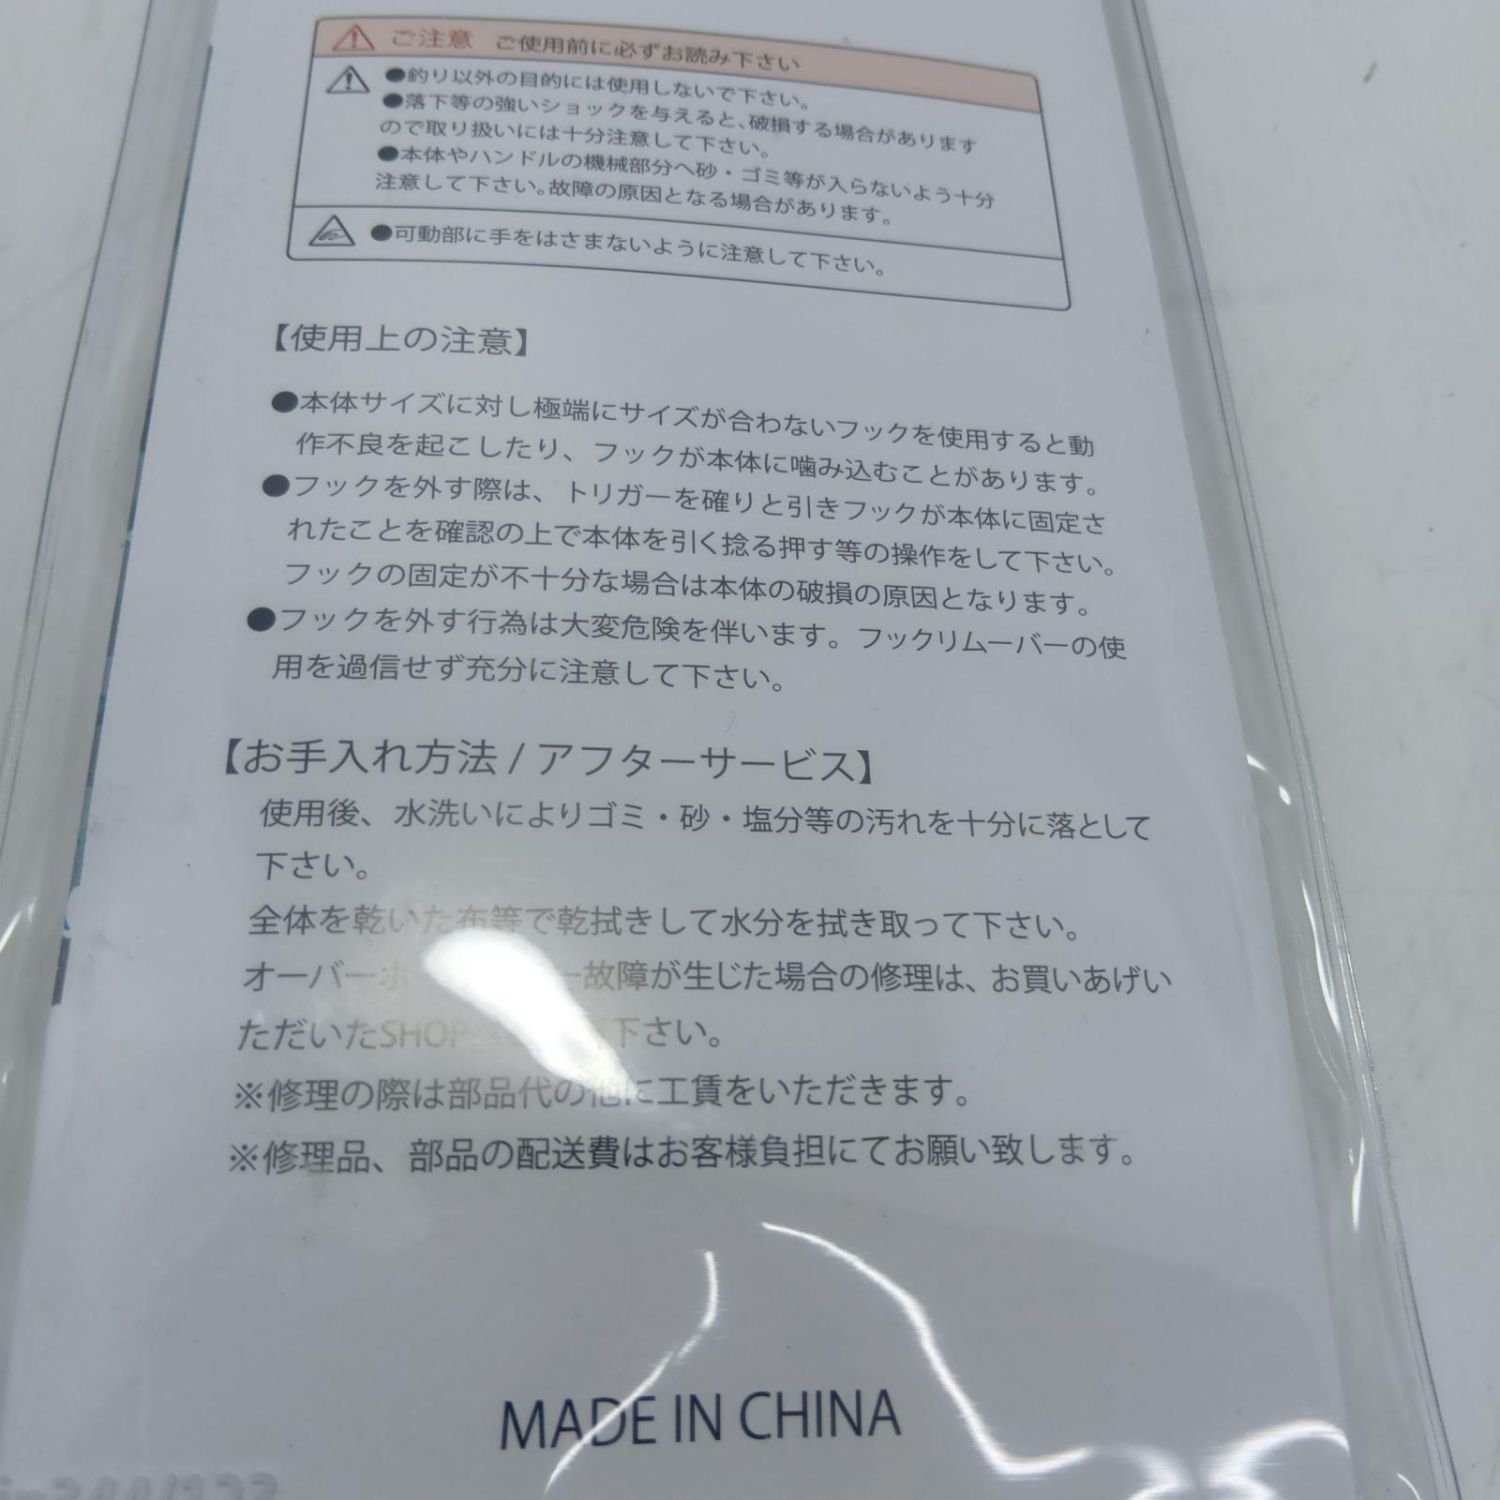 ご注意 ご使用前に必ずお読み下さい
●釣り以外の目的には使用しないで下さい。
●落下等の強いショックを与えると、破損する場合があります
ので取り扱いには十分注意して下さい。
●本体やハンドルの機械部分へ砂・ゴミ等が入らないよう十分
注意して下さい。故障の原因となる場合があります。
●可動部に手をはさまないように注意して下さい。
【使用上の注意】
●本体サイズに対し極端にサイズが合わないフックを使用すると動
作不良を起こしたり、フックが本体に噛み込むことがあります。
●フックを外す際は、トリガーを確りと引きフックが本体に固定さ
れたことを確認の上で本体を引く捻る押す等の操作をして下さい。
フックの固定が不十分な場合は本体の破損の原因となります。
●フックを外す行為は大変危険を伴います。フックリムーバーの使
用を過信せず充分に注意して下さい。
【お手入れ方法/アフターサービス】
使用後、水洗いによりゴミ・砂・塩分等の汚れを十分に落として
下さい。
全体を乾いた布等で乾拭きして水分を拭き取って下さい。
オーバーホ 故障が生じた場合の修理は、お買いあげい
ただいたSHOP 下さい。
※修理の際は部品代の他に工賃をいただきます。
※修理品、部品の配送費はお客様負担にてお願い致します。
MADE IN CHINA